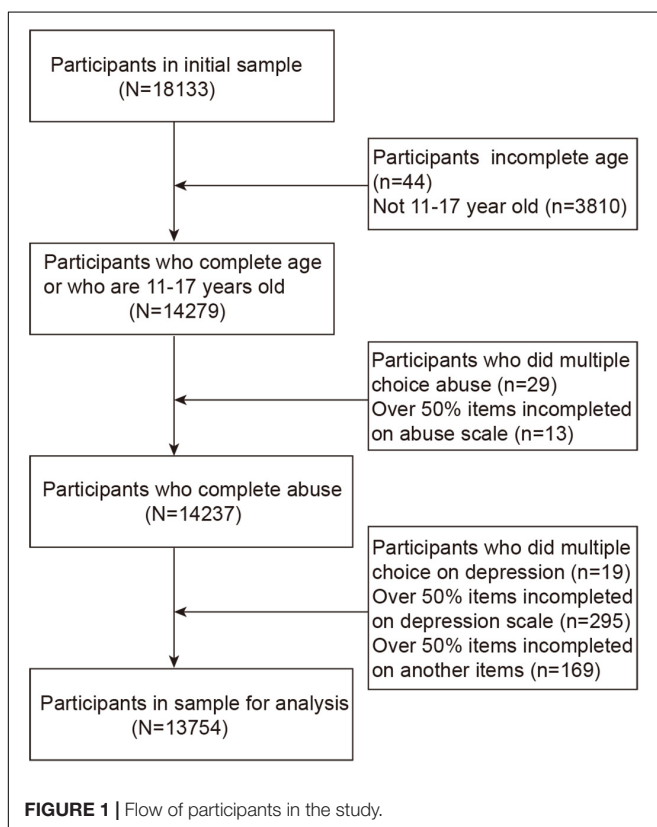 Participants in initial sample
(N=18133)
Participants incomplete age
(n=44)
Not 11-17 year old (n=3810)
Participants who complete age
or who are 11-17 years old
(N=14279)
Participants who did multiple
choice abuse (n=29)
Over 50% items incompleted
on abuse scale (n=13)
Participants who complete abuse
(N=14237)
Participants who did multiple
choice on depression (n=19)
Over 50% items incompleted
on depression scale (n=295)
Over 50% items incompleted
on another items (n=169)
Participants in sample for analysis
(N=13754)
FIGURE 1 | Flow of participants in the study.